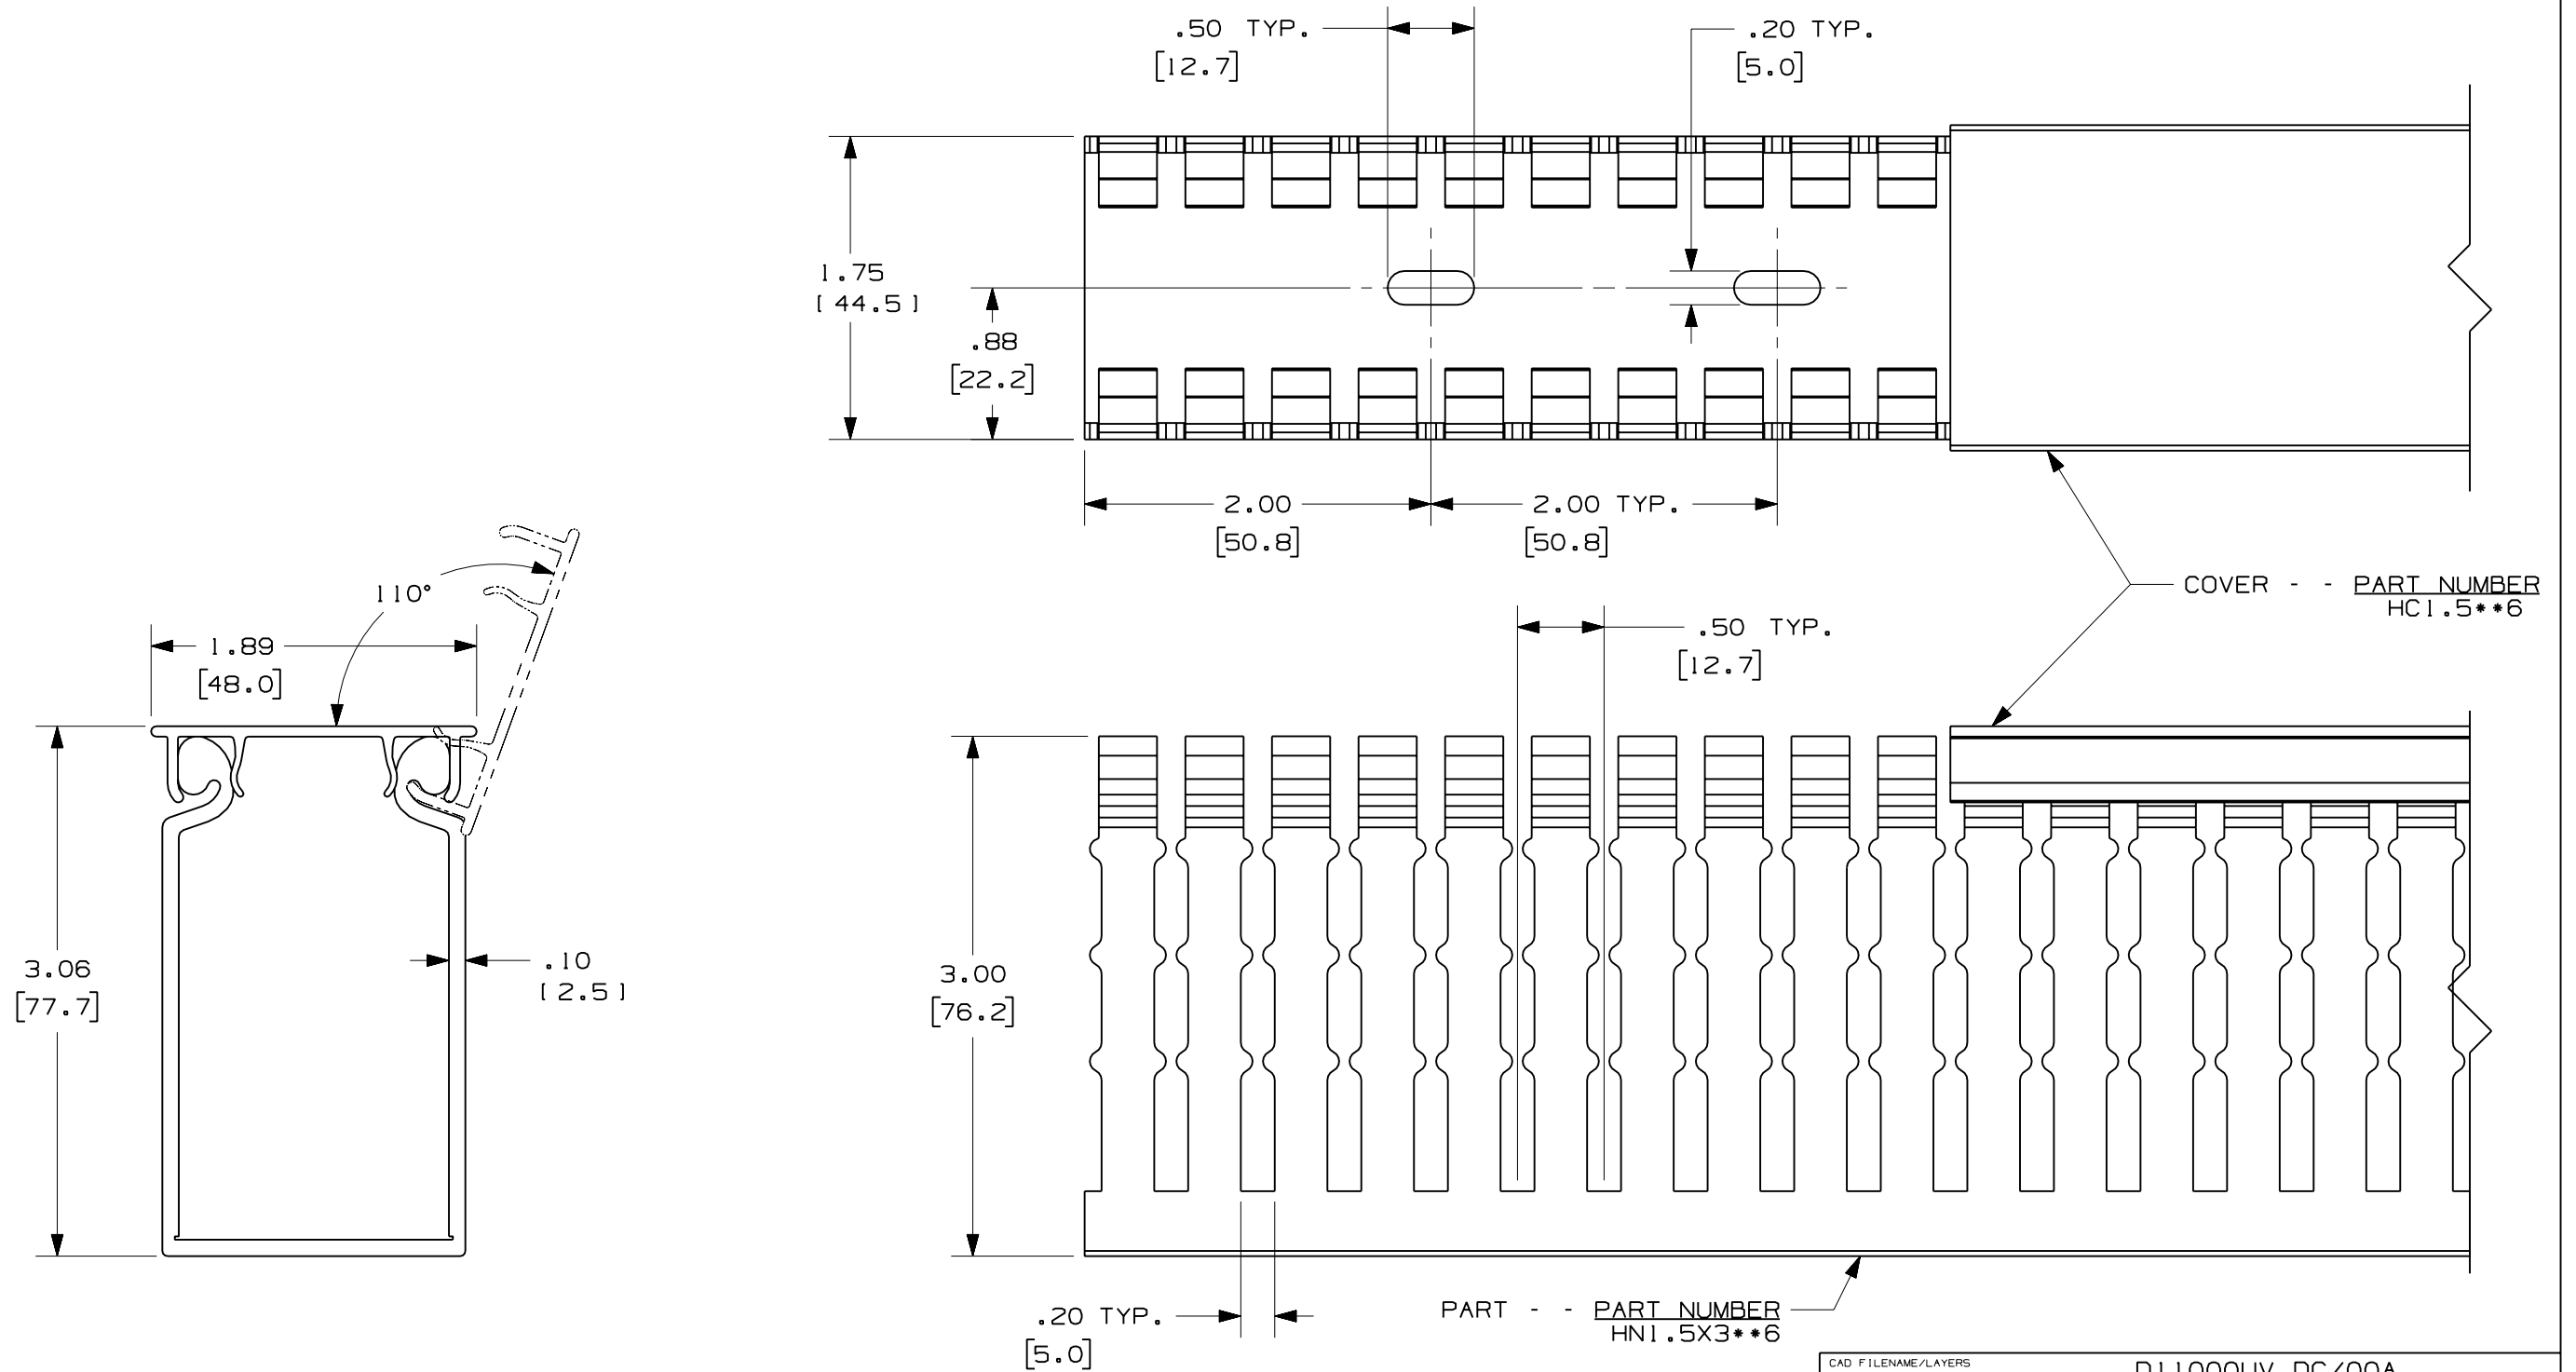 .50 TYP.
[12.7]
.20 TYP.
[5.0]
1.75
[44.5]
.88
[22.2]
2.00
[50.8]
2.00 TYP.
[50.8]
COVER - - PART NUMBER
HC1.5**6
110°
1.89
[48.0]
.50 TYP.
[12.7]
3.06
[77.7]
.10
[2.5]
3.00
[76.2]
.20 TYP.
[5.0]
PART - - PART NUMBER
HN1.5X3**6
CAD FILENAME/LAYERS